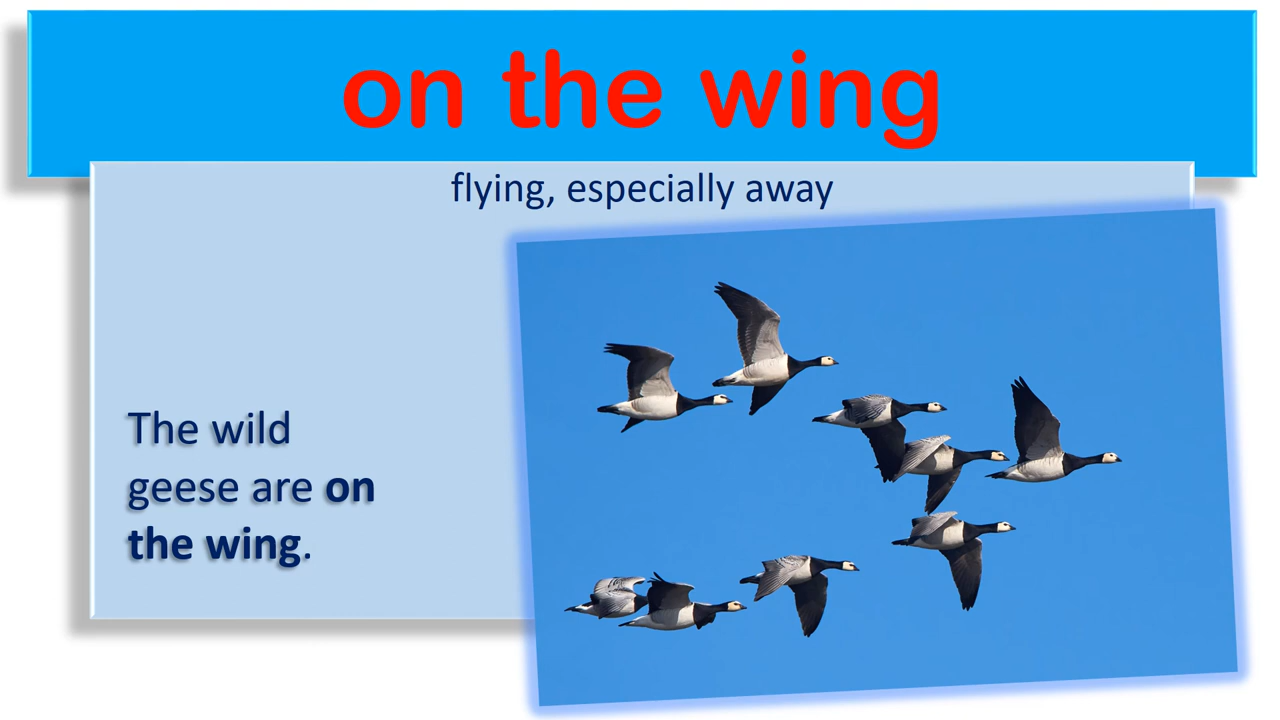 on the wing
flying, especially away
The wild
geese are on
the wing.